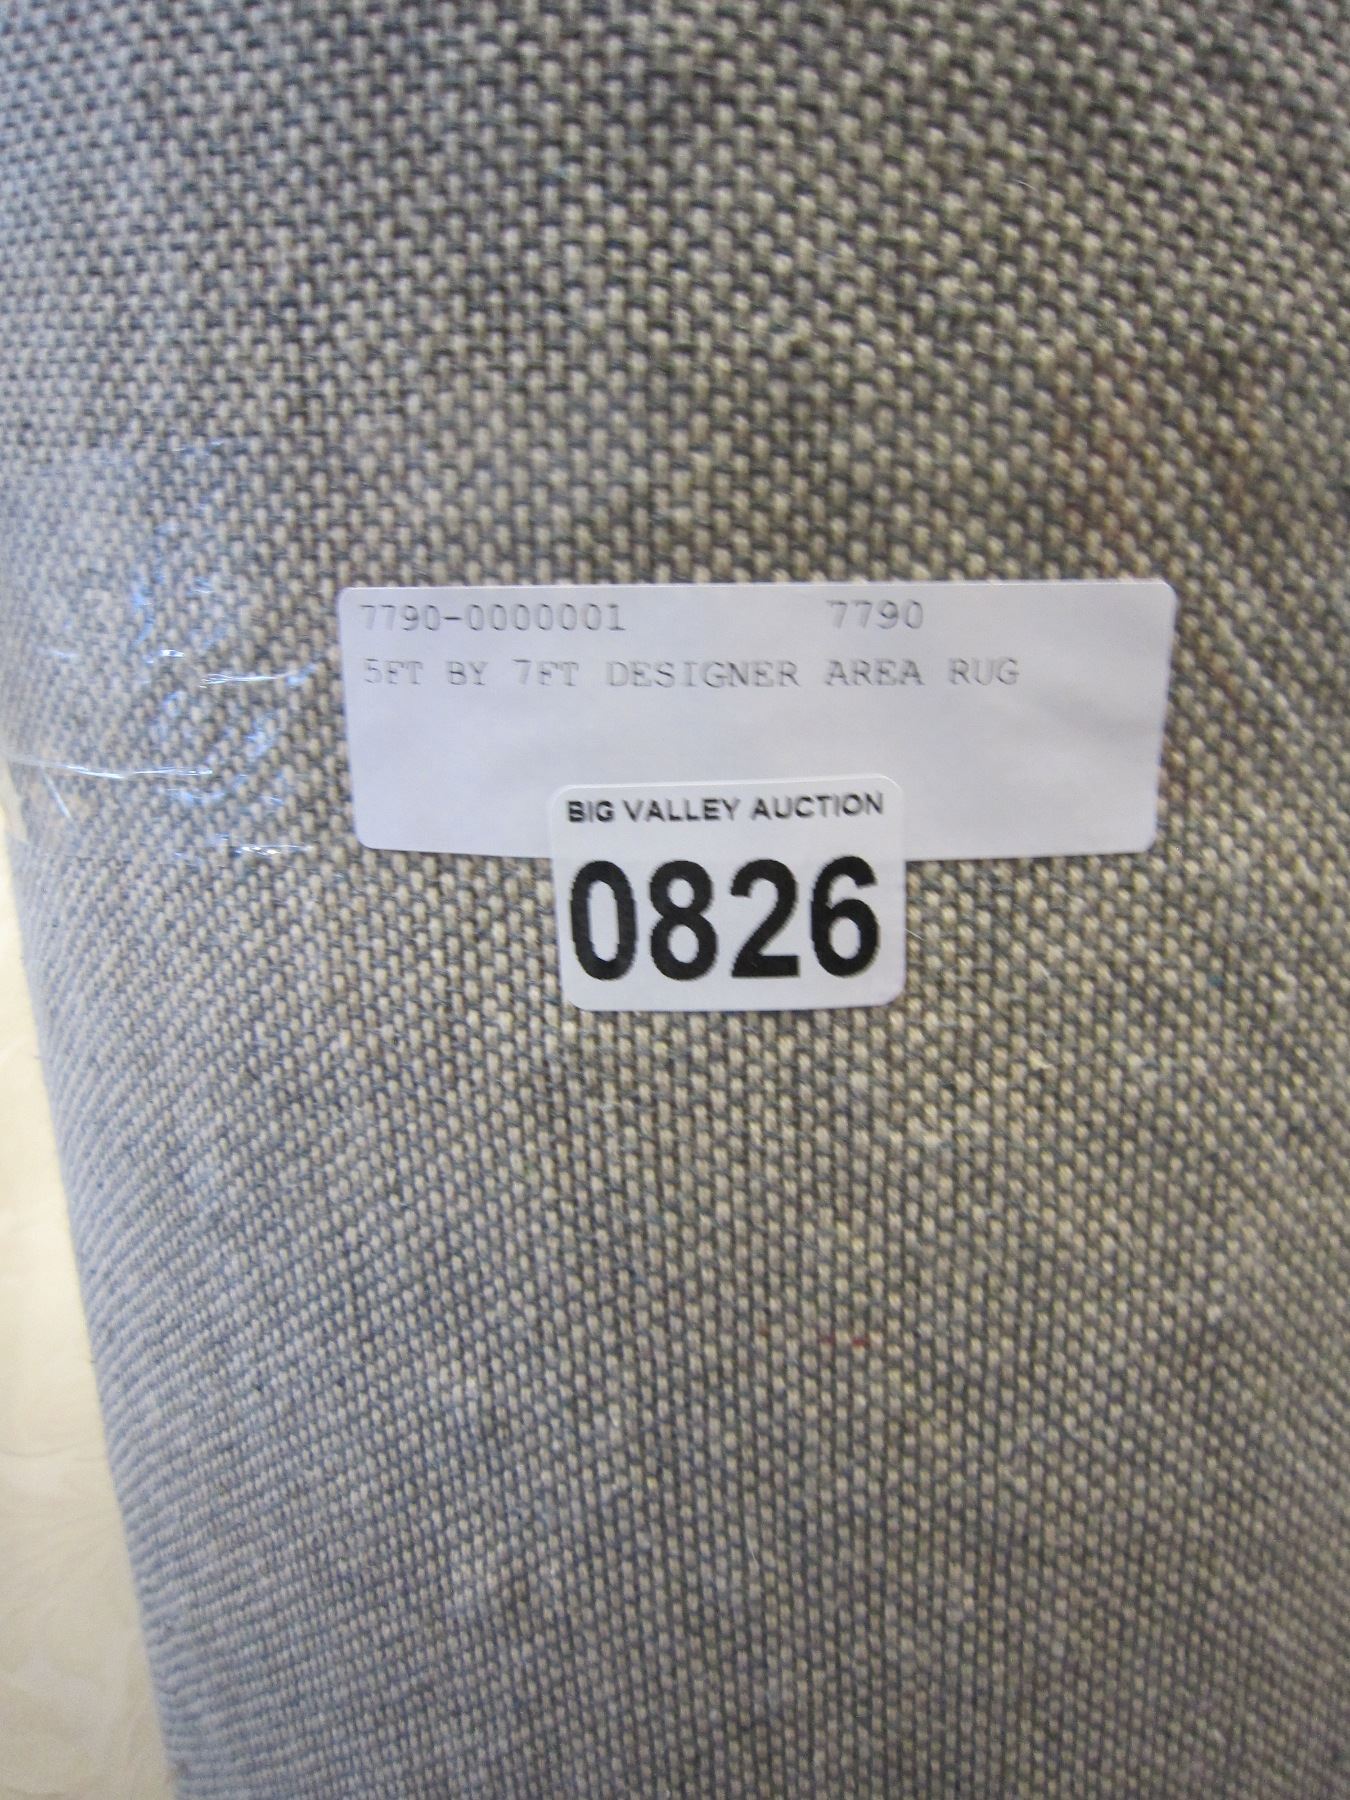 7790-0000001 7790
5FT BY 7FT DESIGNER AREA RUG
BIG VALLEY AUCTION
0826